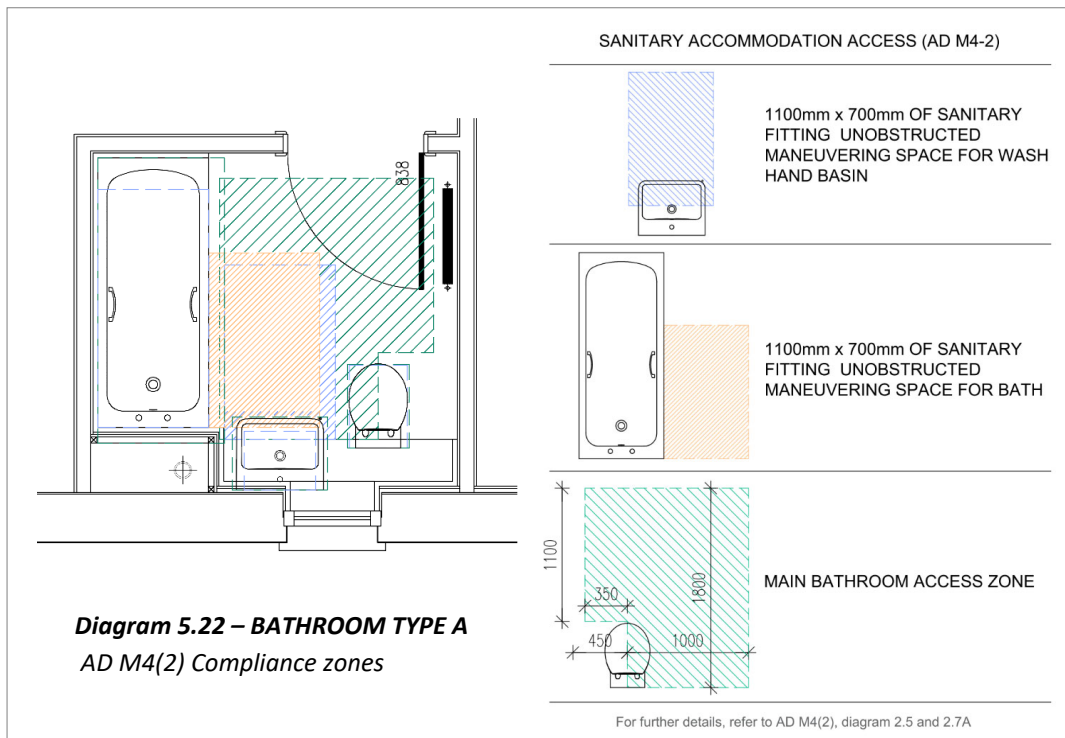 SANITARY ACCOMMODATION ACCESS (AD M4-2)
838
1100mm x 700mm OF SANITARY
FITTING UNOBSTRUCTED
MANEUVERING SPACE FOR WASH
HAND BASIN
1100mm x 700mm OF SANITARY
FITTING UNOBSTRUCTED
MANEUVERING SPACE FOR BATH
1100
350
1800
450
1000
MAIN BATHROOM ACCESS ZONE
Diagram 5.22 – BATHROOM TYPE A
AD M4(2) Compliance zones
For further details, refer to AD M4(2), diagram 2.5 and 2.7A